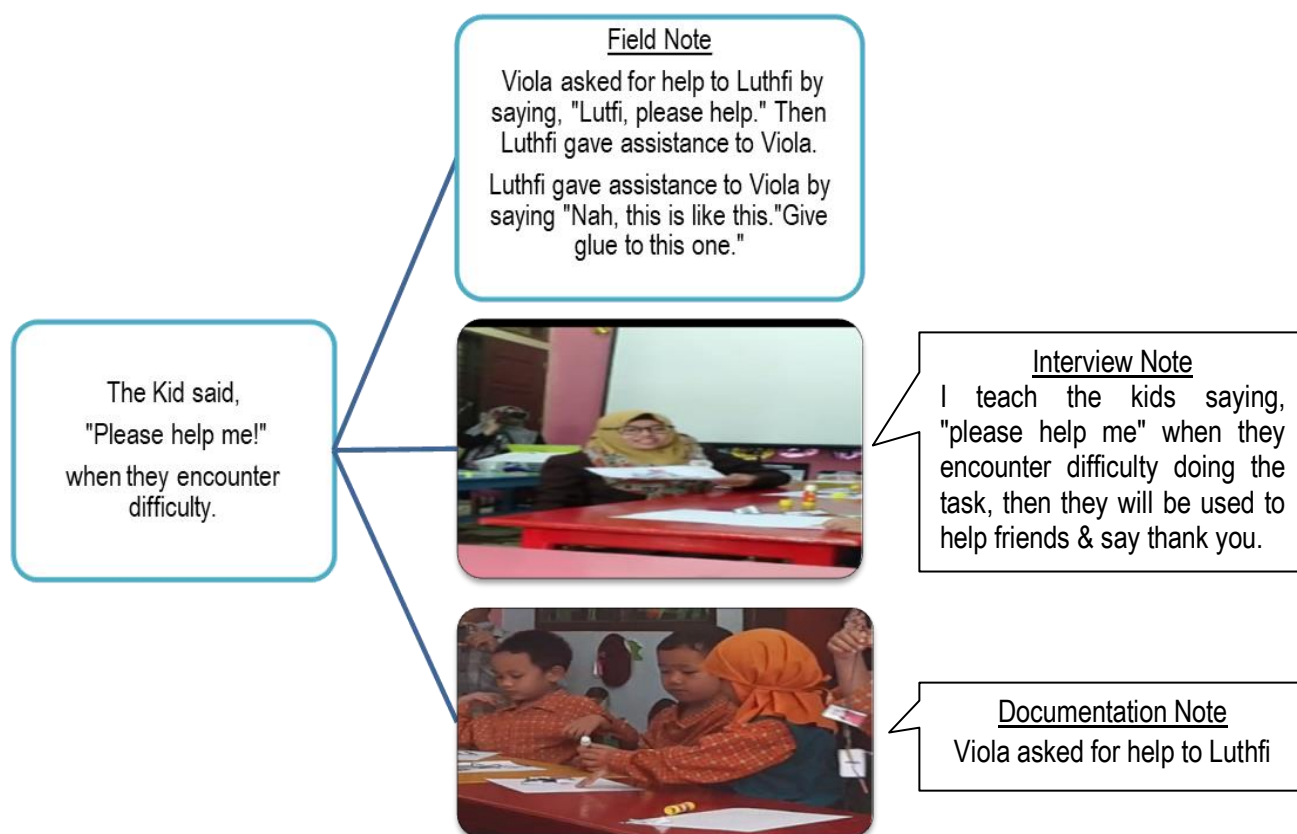 Field Note
Viola asked for help to Luthfi by
saying, "Lutfi, please help." Then
Luthfi gave assistance to Viola.
Luthfi gave assistance to Viola by
saying "Nah, this is like this."Give
glue to this one."
The Kid said,
"Please help me!"
when they encounter
difficulty.
Interview Note
I teach the kids saying,
"please help me" when they
encounter difficulty doing the
task, then they will be used to
help friends & say thank you.
Documentation Note
Viola asked for help to Luthfi